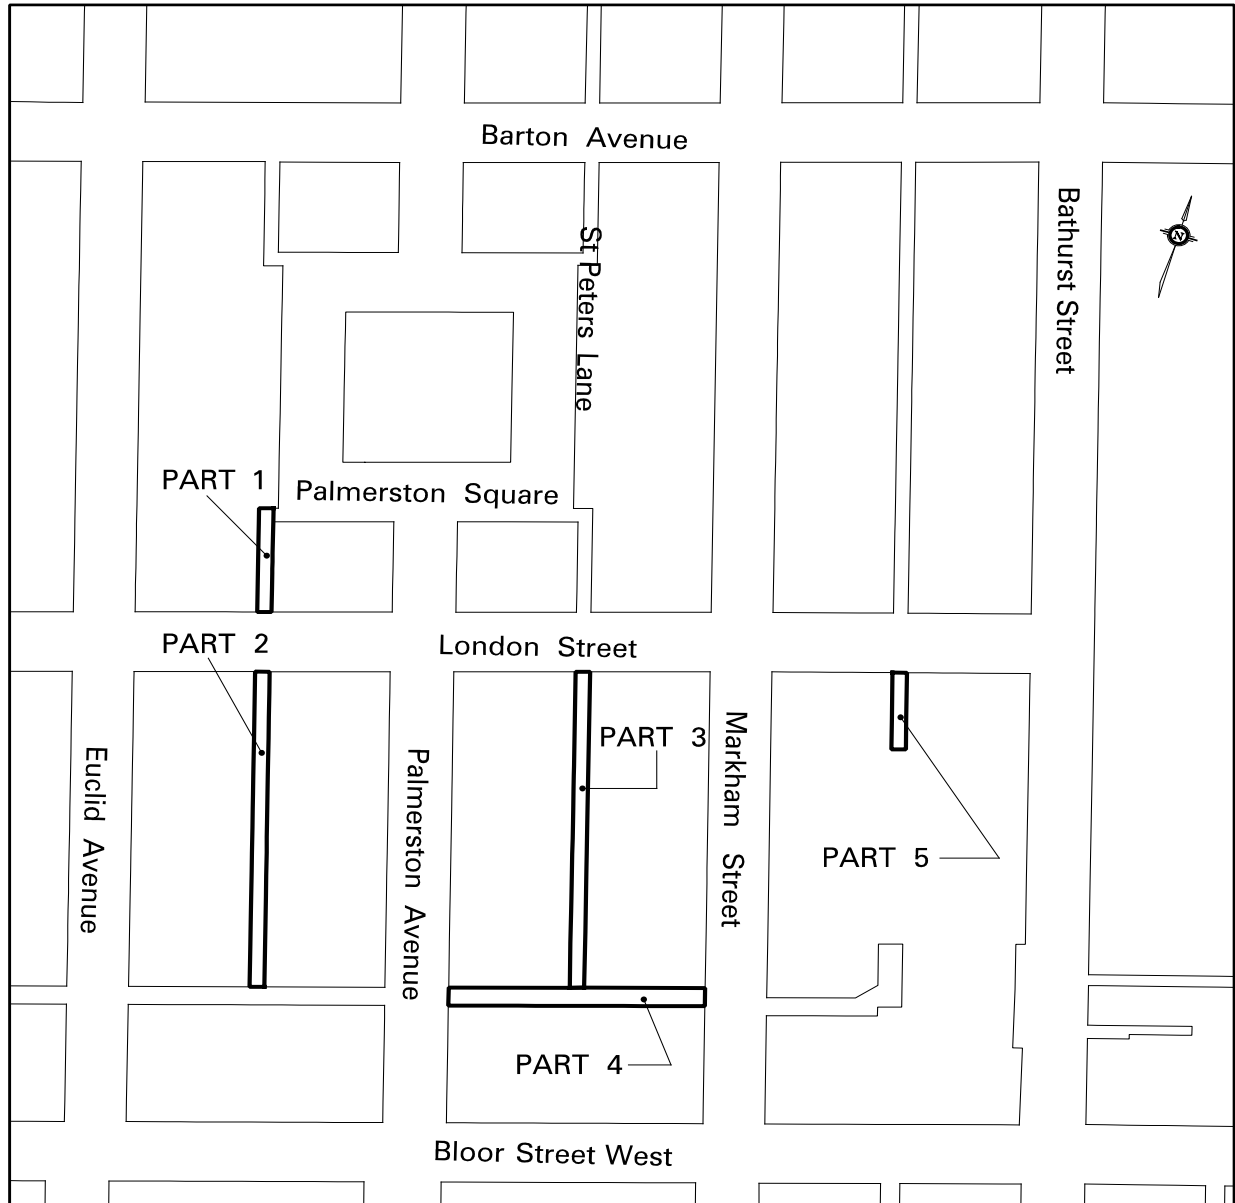 Barton Avenue
Bathurst Street
N
St Peters Lane
PART 1
Palmerston Square
PART 2
London Street
PART 3
Markham Street
Euclid Avenue
Palmerston Avenue
PART 5
PART 4
Bloor Street West